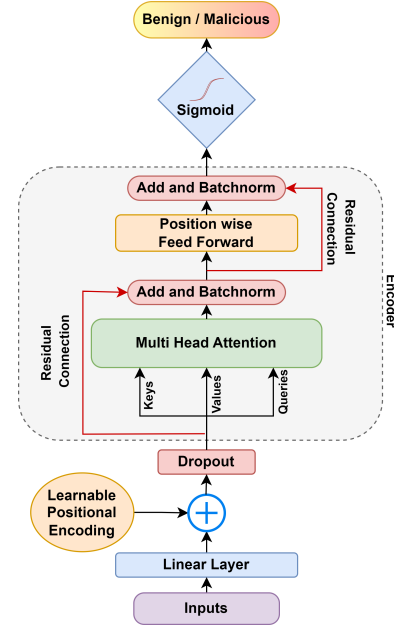 Benign / Malicious
Sigmoid
Add and Batchnorm
Position wise
Feed Forward
Residual
Connection
Add and Batchnorm
Encoder
Multi Head Attention
Residual
Connection
Keys
Values
Queries
Dropout
Learnable
Positional
Encoding
Linear Layer
Inputs